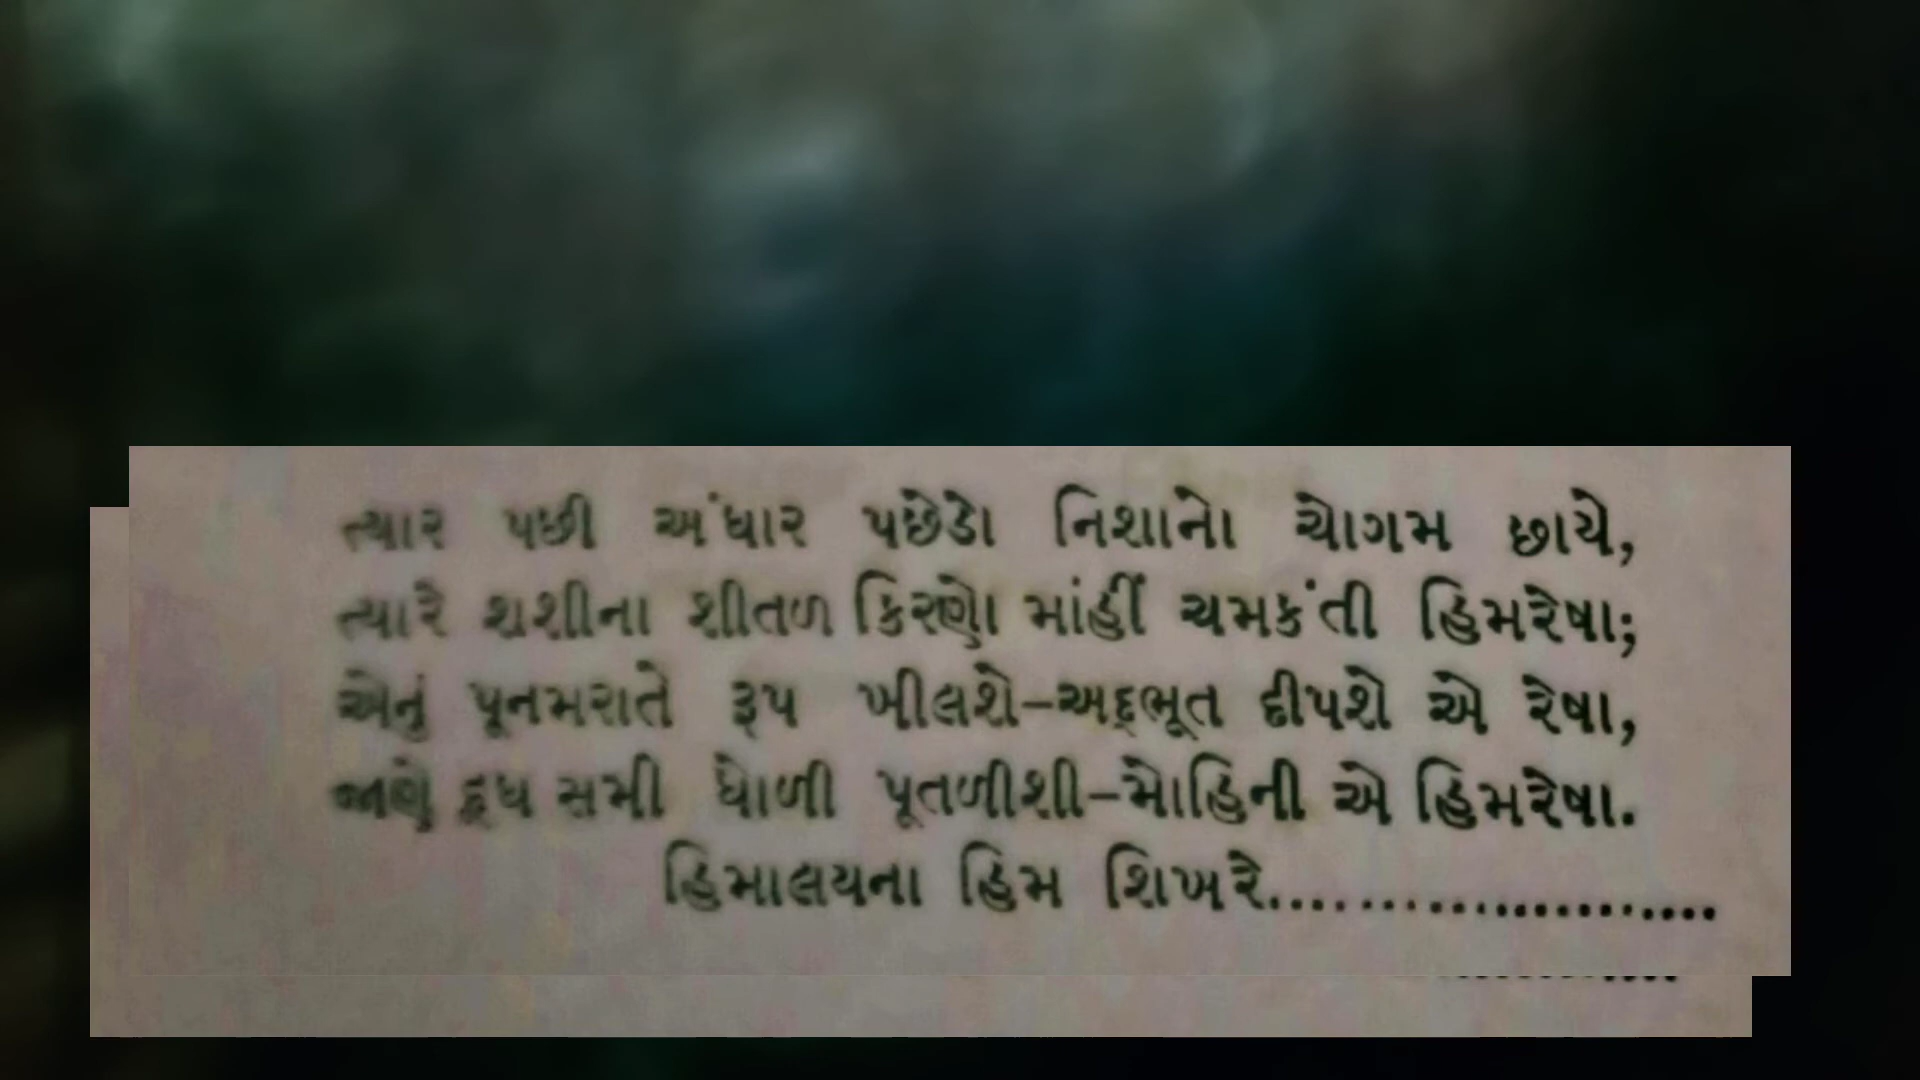 ત્યાર પછી અંધાર પછેડો નિશાનો ચોગમ છાયે,
ત્યારે શશીના શીતળ કિરણો માંહીં ચમકંતી હિમરેષા;
એનું પૂનમરાતે રૂપ ખીલશે–અદ્ભૂત દીપશે એ રેષા,
જાણે દૂધ સમી ધોળી પૂતળીશી–મોહિની એ હિમરેષા.
હિમાલયના હિમ શિખરે......................